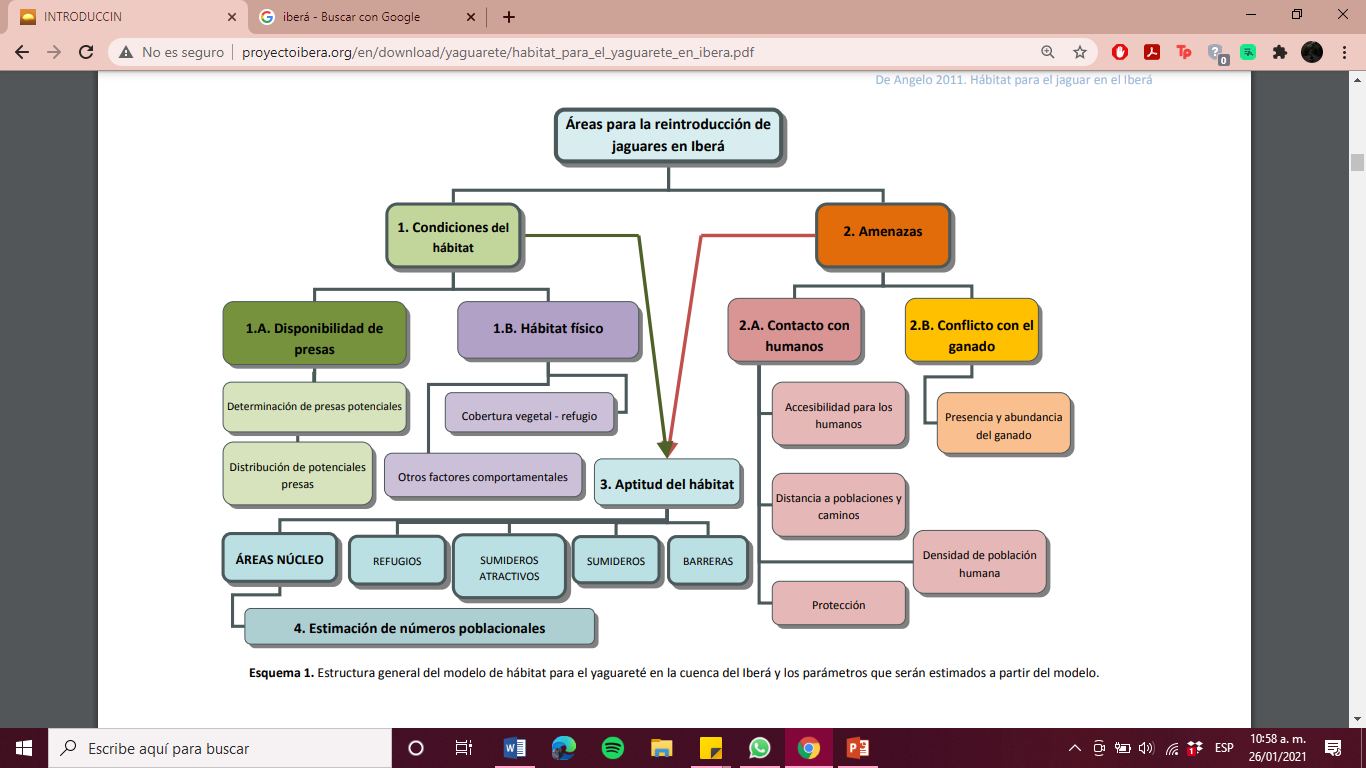 INTRODUCCIN
iberá - Buscar con Google
No es seguro
proyectoibera.org/en/download/yaguarete/habitat_para_el_yaguarete_en_ibera.pdf
De Angelo 2011. Hábitat para el jaguar en el Iberá
Áreas para la reintroducción de
jaguares en Iberá
1. Condiciones del
hábitat
2. Amenazas
1.A. Disponibilidad de
presas
1.B. Hábitat físico
2.A. Contacto con
humanos
2.B. Conflicto con el
ganado
Determinación de presas potenciales
Cobertura vegetal - refugio
Accesibilidad para los
humanos
Presencia y abundancia
del ganado
Distribución de potenciales
presas
Otros factores comportamentales
3. Aptitud del hábitat
Distancia a poblaciones y
caminos
ÁREAS NÚCLEO
REFUGIOS
SUMIDEROS
ATRACTIVOS
SUMIDEROS
BARRERAS
Densidad de población
humana
Protección
4. Estimación de números poblacionales
Esquema 1. Estructura general del modelo de hábitat para el yaguareté en la cuenca del Iberá y los parámetros que serán estimados a partir del modelo.
Escribe aquí para buscar
ESP
10:58 a. m.
26/01/2021